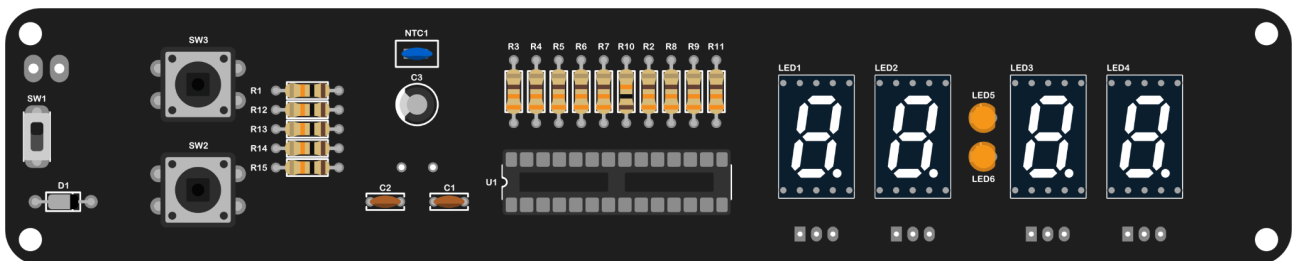 SW3
NTC1
R3 R4 R5 R6 R7 R10 R2 R8 R9 R11
LED1 LED2 LED3 LED4
C3
R1
SW1
LED5
R12
R13
SW2
R14
R15
LED6
U1
D1
C2 C1